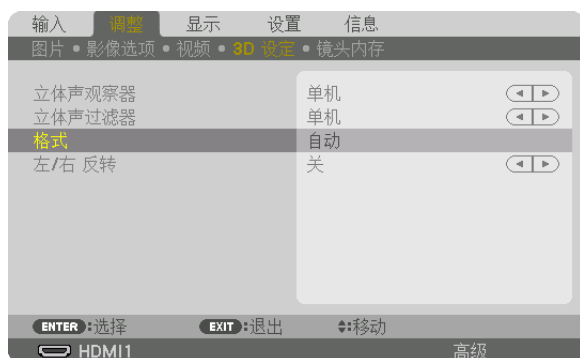 输入 调整 显示 设置 信息
图片 • 影像选项 • 视频 • 3D 设定 • 镜头内存
立体声观察器 单机
立体声过滤器 单机
格式 自动
左/右 反转 关
ENTER:选择 EXIT:退出 :移动
HDMI1 高级